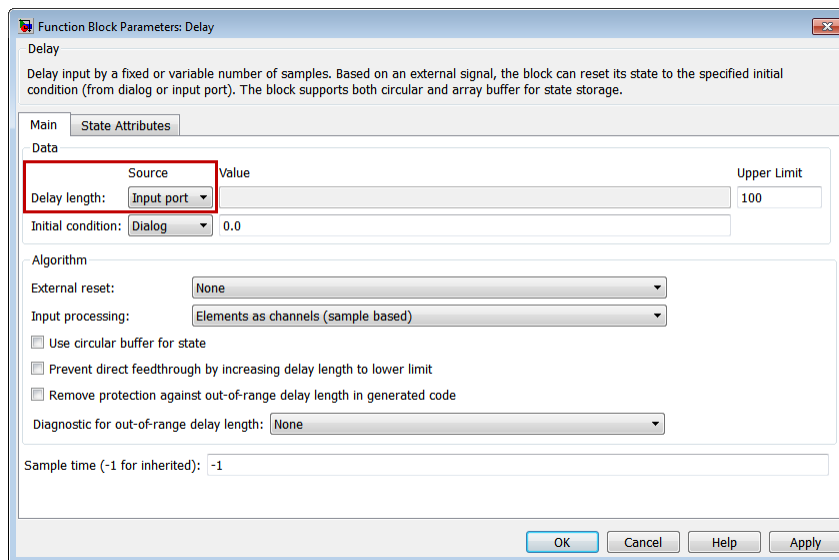 Function Block Parameters: Delay
Delay
Delay input by a fixed or variable number of samples. Based on an external signal, the block can reset its state to the specified initial
condition (from dialog or input port). The block supports both circular and array buffer for state storage.
Main State Attributes
Data
Source Value Upper Limit
Delay length: Input port 100
Initial condition: Dialog 0.0
Algorithm
External reset: None
Input processing: Elements as channels (sample based)
Use circular buffer for state
Prevent direct feedthrough by increasing delay length to lower limit
Remove protection against out-of-range delay length in generated code
Diagnostic for out-of-range delay length: None
Sample time (-1 for inherited): -1
OK Cancel Help Apply